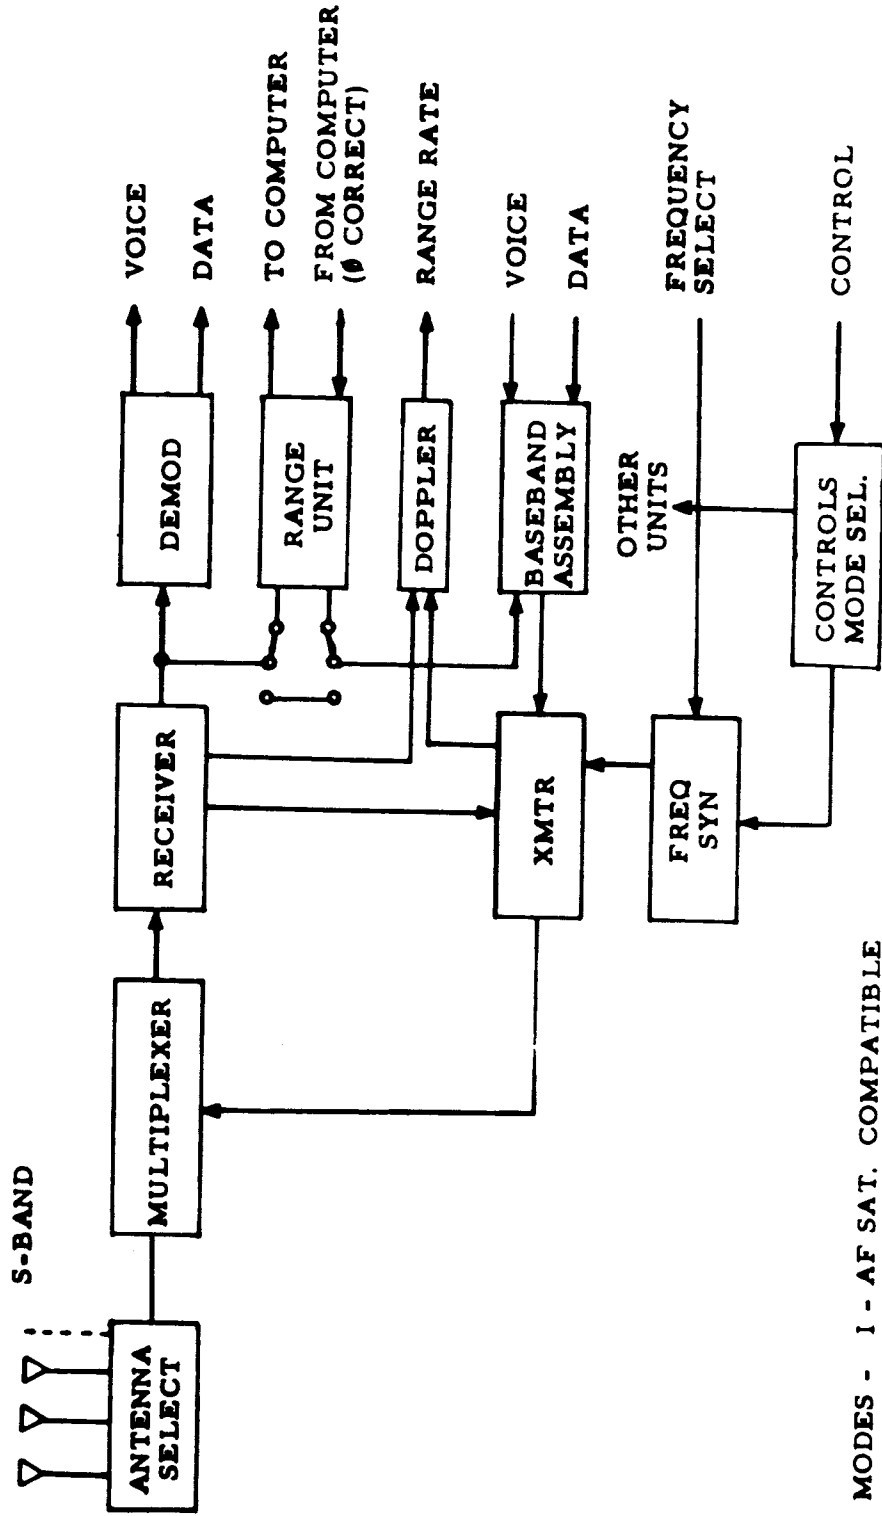 S-BAND
ANTENNA
SELECT
MULTIPLEXER
RECEIVER
DEMOD
VOICE
DATA
RANGE
UNIT
TO COMPUTER
FROM COMPUTER
(Ø CORRECT)
DOPPLER
RANGE RATE
XMTR
BASEBAND
ASSEMBLY
VOICE
DATA
OTHER
UNITS
FREQUENCY
SELECT
FREQ
SYN
CONTROLS
MODE SEL.
CONTROL
MODES - I - AF SAT. COMPATIBLE